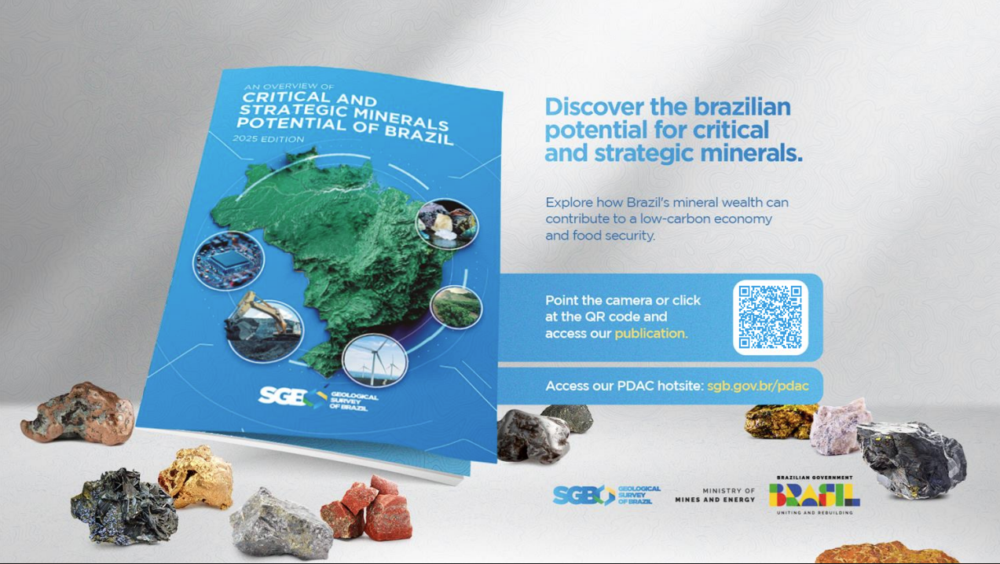 AN OVERVIEW OF
CRITICAL AND
STRATEGIC MINERALS
POTENTIAL OF BRAZIL
2025 EDITION
SGB
GEOLOGICAL
SURVEY
OF BRAZIL
Discover the brazilian
potential for critical
and strategic minerals.
Explore how Brazil's mineral wealth can
contribute to a low-carbon economy
and food security.
Point the camera or click
at the QR code and
access our publication.
Access our PDAC hotsite: sgb.gov.br/pdac
SGB
GEOLOGICAL
SURVEY
OF BRAZIL
MINISTRY OF
MINES AND ENERGY
BRAZILIAN GOVERNMENT
BRASIL
UNITING AND REBUILDING